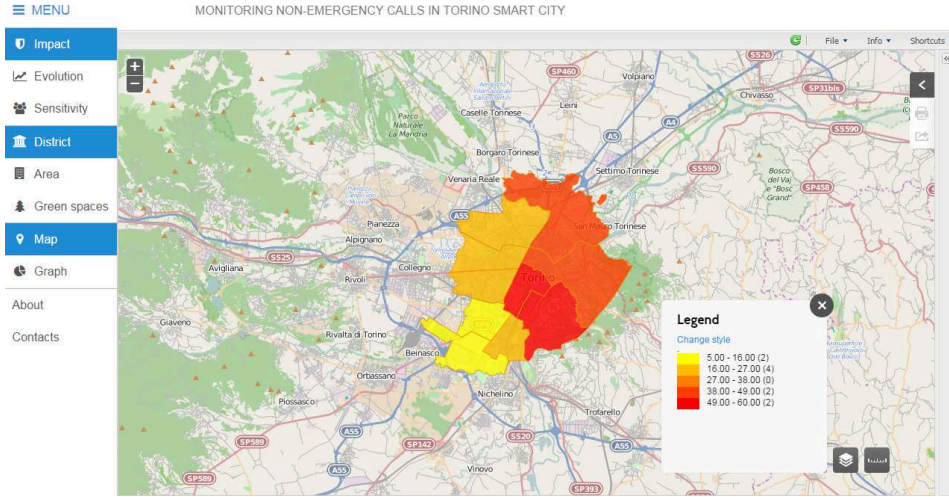 MENU
MONITORING NON-EMERGENCY CALLS IN TORINO SMART CITY
File
Info
Shortcuts
Impact
Evolution
Sensitivity
District
Area
Green spaces
Map
Graph
About
Contacts
+
−
SS26
SP460
Volpiano
Chivasso
SP31bis
Leini
Caselle Torinese
Parco
Naturale
La Mandria
A5
A4
SS590
Borgaro Torinese
Settimo Torinese
SS590
Bosco
del Vaj
e "Bosc
Grand"
Venaria Reale
SP458
A55
Pianezza
San Mauro Torinese
Alpignano
SS25
Collegno
Avigliana
Rivoli
Torino
Giaveno
Rivalta di Torino
Beinasco
Orbassano
Nichelino
Piossasco
Trofarello
SP589
A55
SP142
SS20
A55
A55
Vinovo
SP589
SP393
Legend
Change style
5.00 - 16.00 (2)
16.00 - 27.00 (4)
27.00 - 38.00 (0)
38.00 - 49.00 (2)
49.00 - 60.00 (2)